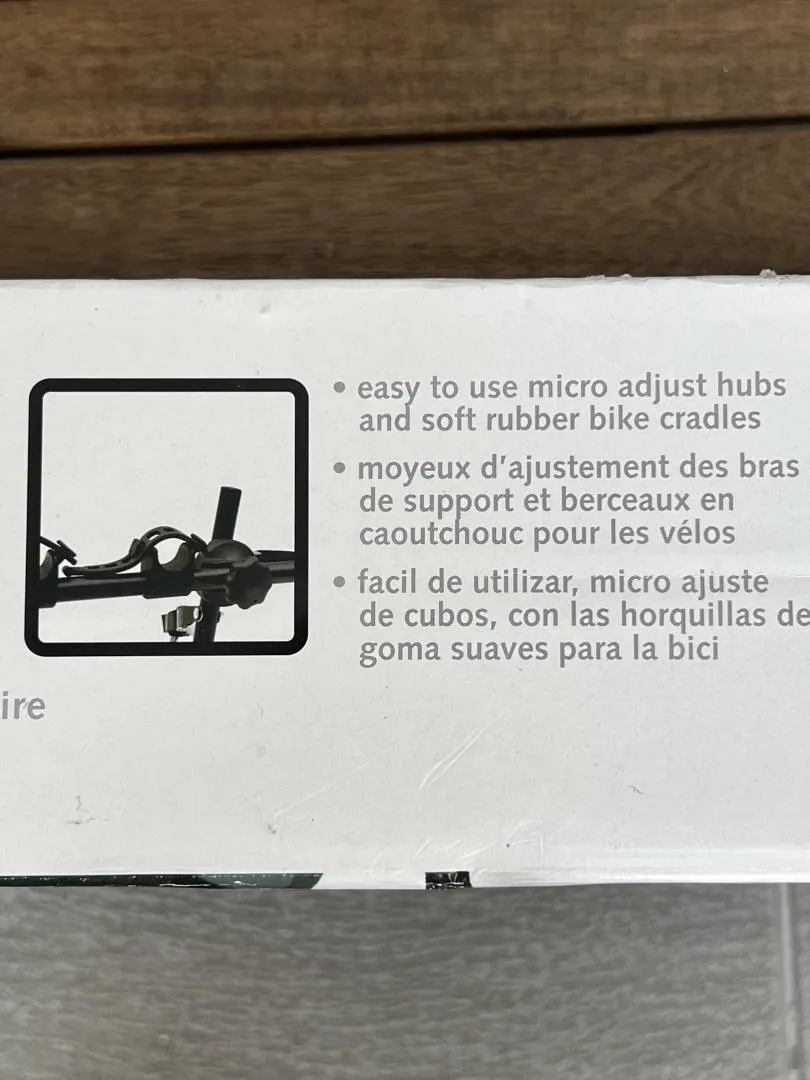 • easy to use micro adjust hubs
and soft rubber bike cradles
• moyeux d'ajustement des bras
de support et berceaux en
caoutchouc pour les vélos
• facil de utilizar, micro ajuste
de cubos, con las horquillas de
goma suaves para la bici
ire